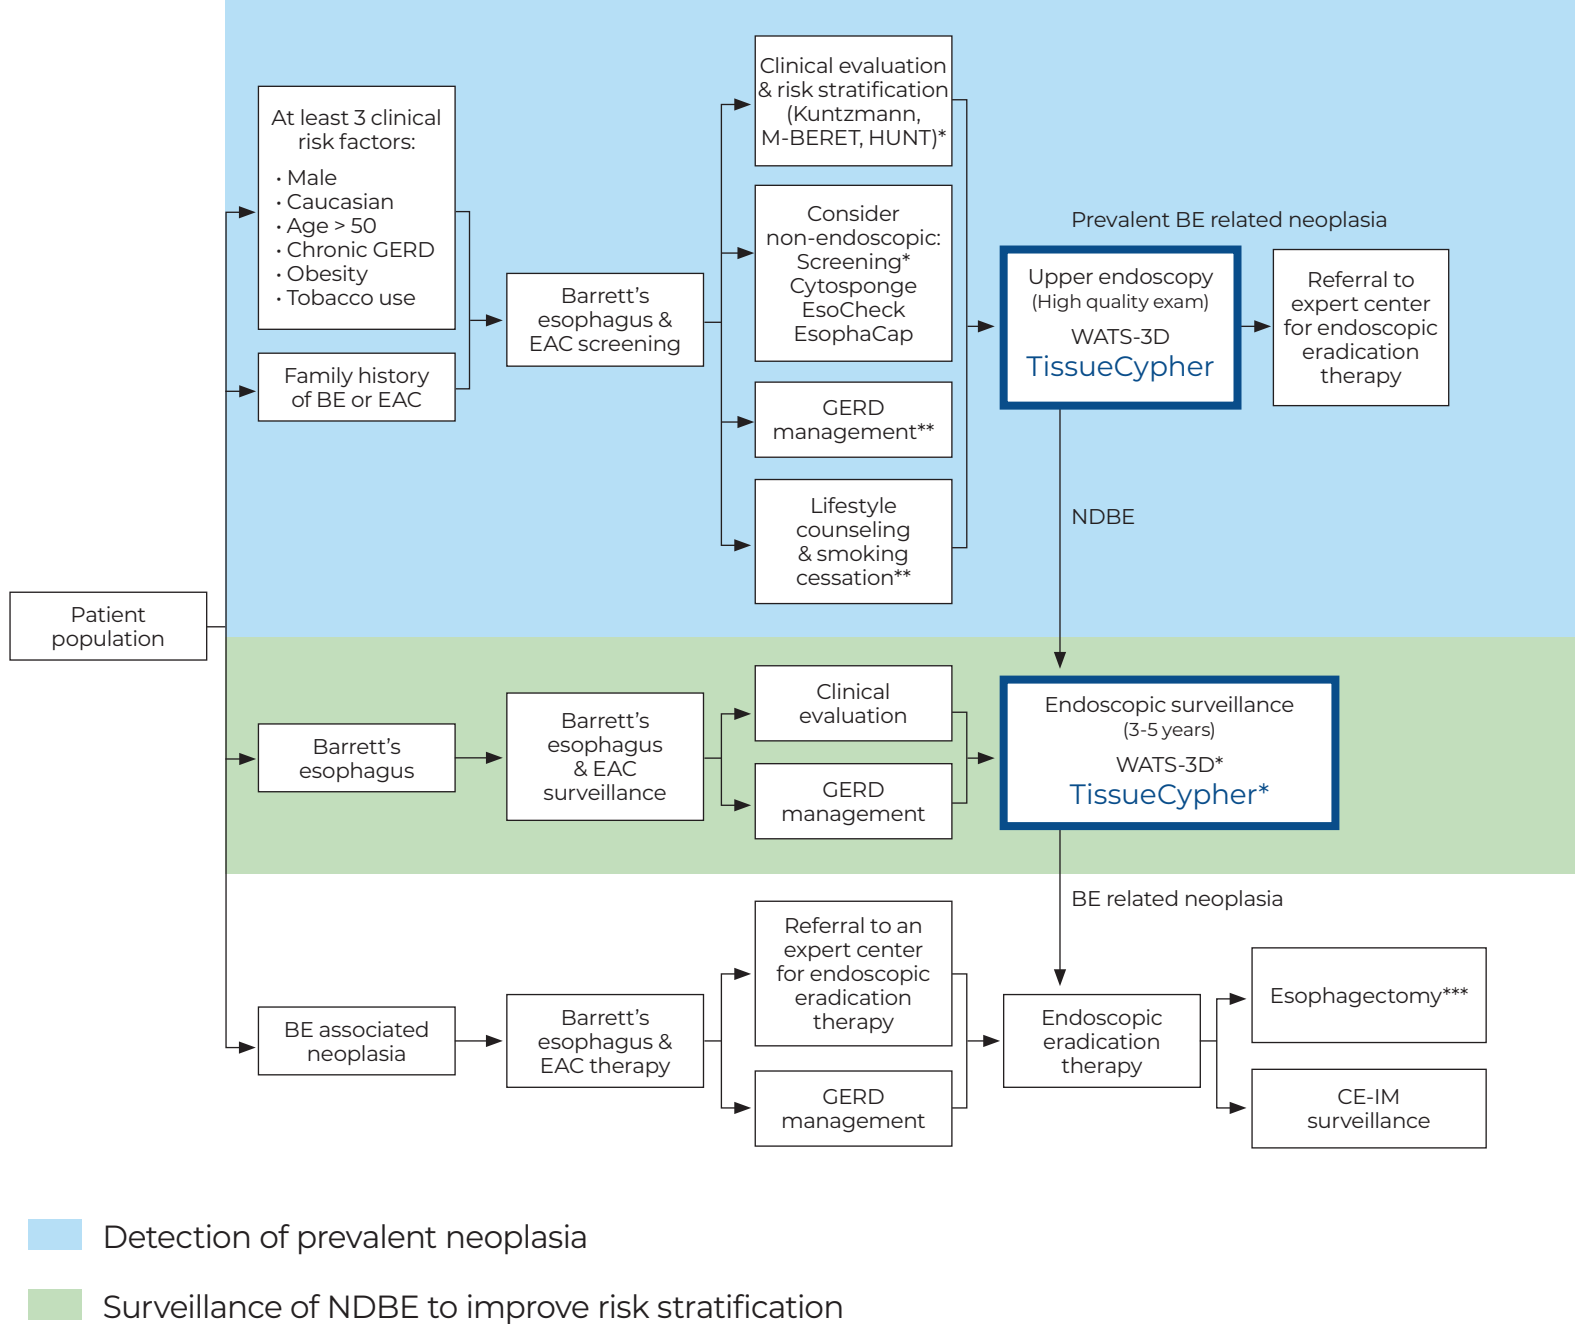 Patient
population
At least 3 clinical
risk factors:
· Male
· Caucasian
· Age > 50
· Chronic GERD
· Obesity
· Tobacco use
Family history
of BE or EAC
Barrett's
esophagus &
EAC screening
Clinical evaluation
& risk stratification
(Kuntzmann,
M-BERET, HUNT)*
Consider
non-endoscopic:
Screening*
Cytosponge
EsoCheck
EsophaCap
GERD
management**
Lifestyle
counseling
& smoking
cessation**
Prevalent BE related neoplasia
Upper endoscopy
(High quality exam)
WATS-3D
TissueCypher
Referral to
expert center
for endoscopic
eradication
therapy
NDBE
Barrett's
esophagus
Barrett's
esophagus
& EAC
surveillance
Clinical
evaluation
GERD
management
Endoscopic surveillance
(3-5 years)
WATS-3D*
TissueCypher*
BE related neoplasia
BE associated
neoplasia
Barrett's
esophagus &
EAC therapy
Referral to an
expert center
for endoscopic
eradication
therapy
GERD
management
Endoscopic
eradication
therapy
Esophagectomy***
CE-IM
surveillance
Detection of prevalent neoplasia
Surveillance of NDBE to improve risk stratification